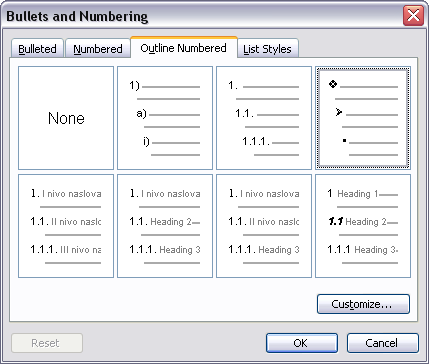 Bullets and Numbering
Bulleted Numbered Outline Numbered List Styles
None
1)
a)
i)
1.
1.1.
1.1.1.
1. I nivo naslova
1.1. II naslo
1.1.1. III nivo na
1. I nivo naslova
1.1. Heading 2
1.1.1. Heading 3
1. I nivo naslova
1.1. II nivo naslo
1.1.1. Heading 3
1 Heading 1
1.1 Heading 2
1.1.1 Heading 3
Customize...
Reset OK Cancel